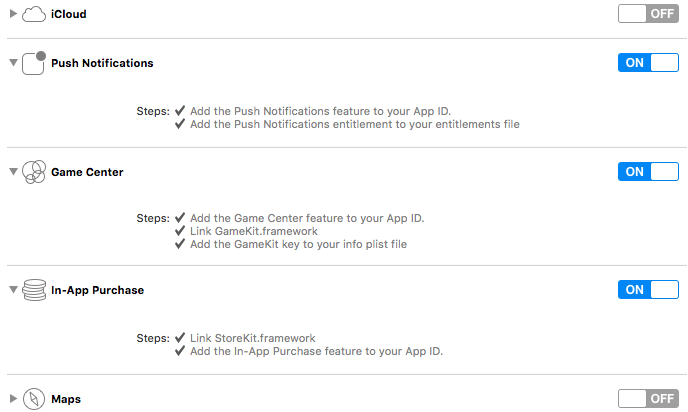 iCloud OFF
Push Notifications ON
Steps: ✔ Add the Push Notifications feature to your App ID.
✔ Add the Push Notifications entitlement to your entitlements file
Game Center ON
Steps: ✔ Add the Game Center feature to your App ID.
✔ Link GameKit.framework
✔ Add the GameKit key to your info plist file
In-App Purchase ON
Steps: ✔ Link StoreKit.framework
✔ Add the In-App Purchase feature to your App ID.
Maps OFF